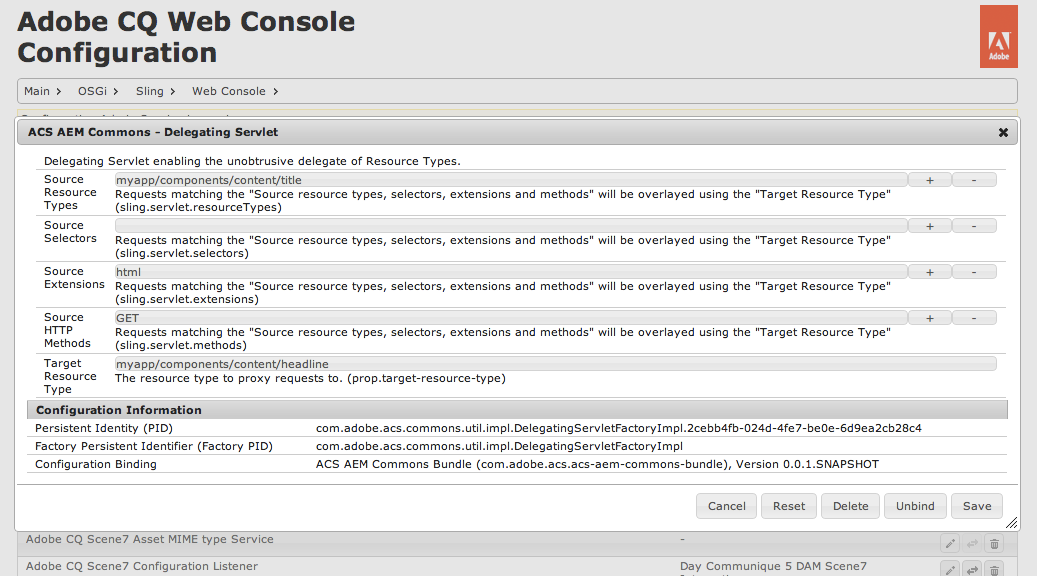 Adobe CQ Web Console
Configuration
Adobe
Main > OSGi > Sling > Web Console >
ACS AEM Commons - Delegating Servlet
Delegating Servlet enabling the unobtrusive delegate of Resource Types.
Source
Resource
Types
myapp/components/content/title
+ -
Requests matching the "Source resource types, selectors, extensions and methods" will be overlayed using the "Target Resource Type"
(sling.servlet.resourceTypes)
Source
Selectors
+ -
Requests matching the "Source resource types, selectors, extensions and methods" will be overlayed using the "Target Resource Type"
(sling.servlet.selectors)
Source
Extensions
html
+ -
Requests matching the "Source resource types, selectors, extensions and methods" will be overlayed using the "Target Resource Type"
(sling.servlet.extensions)
Source
HTTP
Methods
GET
+ -
Requests matching the "Source resource types, selectors, extensions and methods" will be overlayed using the "Target Resource Type"
(sling.servlet.methods)
Target
Resource
Type
myapp/components/content/headline
The resource type to proxy requests to. (prop.target-resource-type)
Configuration Information
Persistent Identity (PID) com.adobe.acs.commons.util.impl.DelegatingServletFactoryImpl.2cebb4fb-024d-4fe7-be0e-6d9ea2cb28c4
Factory Persistent Identifier (Factory PID) com.adobe.acs.commons.util.impl.DelegatingServletFactoryImpl
Configuration Binding ACS AEM Commons Bundle (com.adobe.acs.acs-aem-commons-bundle), Version 0.0.1.SNAPSHOT
Cancel Reset Delete Unbind Save
Adobe CQ Scene7 Asset MIME type Service -
Adobe CQ Scene7 Configuration Listener Day Communique 5 DAM Scene7